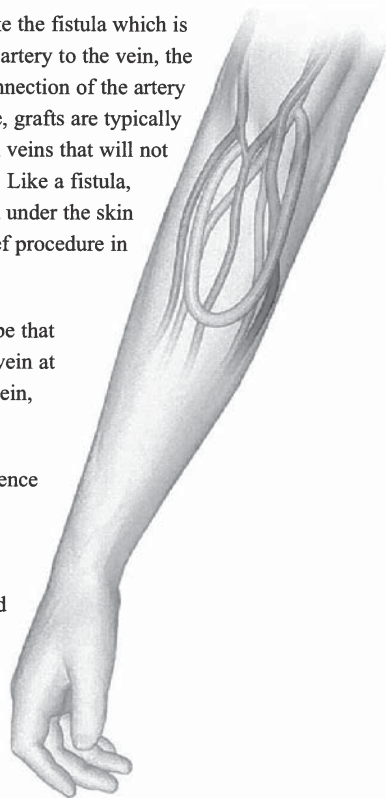 e the fistula which is
artery to the vein, the
nnection of the artery
e, grafts are typically
veins that will not
Like a fistula,
under the skin
ef procedure in
be that
vein at
ein,
ence
d